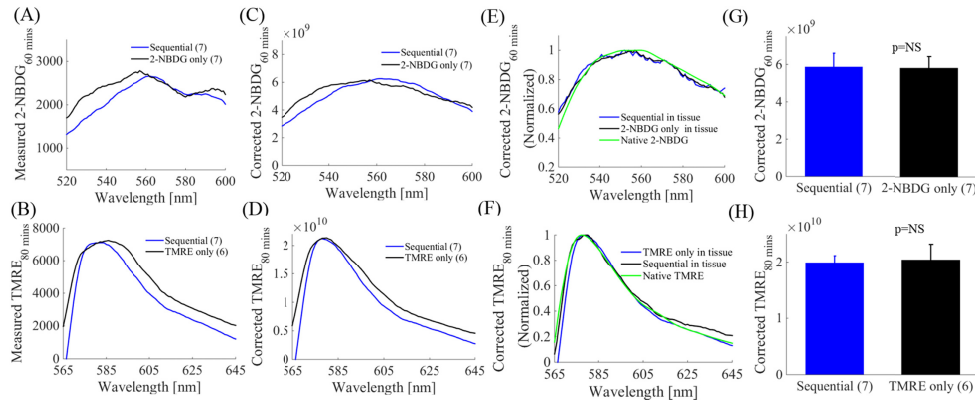 (A)
Measured 2-NBDG60 mins
3000
2000
1000
520
540
560
580
600
Wavelength [nm]
Sequential (7)
2-NBDG only (7)
(C)
Corrected 2-NBDG60 mins
× 10^9
8
6
4
2
0
520
540
560
580
600
Wavelength [nm]
Sequential (7)
2-NBDG only (7)
(E)
Corrected 2-NBDG60 mins
(Normalized)
1
0.8
0.6
0.4
0.2
520
540
560
580
600
Wavelength [nm]
Sequential in tissue
2-NBDG only in tissue
Native 2-NBDG
(G)
Corrected 2-NBDG60 mins
× 10^9
8
6
4
2
0
p=NS
Sequential (7)
2-NBDG only (7)
(B)
Measured TMRE80 mins
8000
6000
4000
2000
0
565
585
605
625
645
Wavelength [nm]
Sequential (7)
TMRE only (6)
(D)
Corrected TMRE80 mins
× 10^10
2
1.5
1
0.5
0
565
585
605
625
645
Wavelength [nm]
Sequential (7)
TMRE only (6)
(F)
Corrected TMRE80 mins
(Normalized)
1
0.8
0.6
0.4
0.2
0
565
585
605
625
645
Wavelength [nm]
TMRE only in tissue
Sequential in tissue
Native TMRE
(H)
Corrected TMRE80 mins
× 10^10
2
1
0
p=NS
Sequential (7)
TMRE only (6)